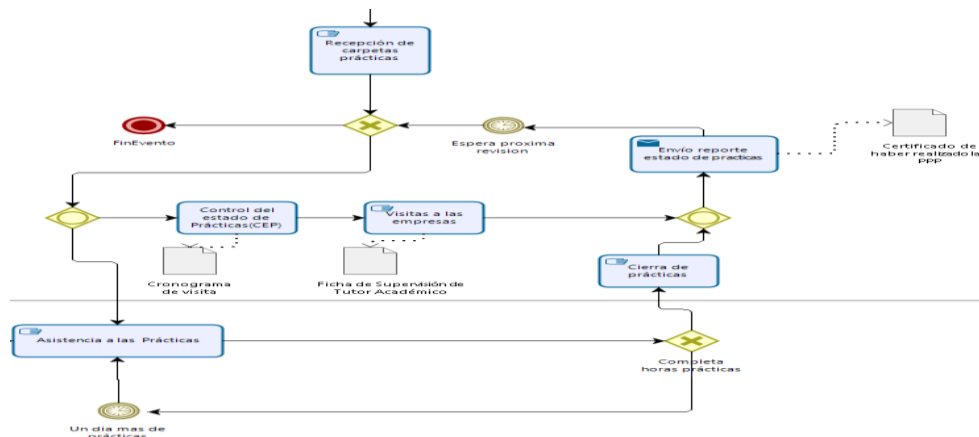 Recepción de
carpetas
prácticas
FinEvento
Espera proxima
revision
Envío reporte
estado de practicas
Certificado de
haber realizado la
PPP
Control del
estado de
Prácticas(CEP)
Visitas a las
empresas
Cronograma
de visita
Ficha de Supervisión de
Tutor Académico
Cierra de
prácticas
Asistencia a las Prácticas
Completa
horas prácticas
Un dia mas de
prácticas